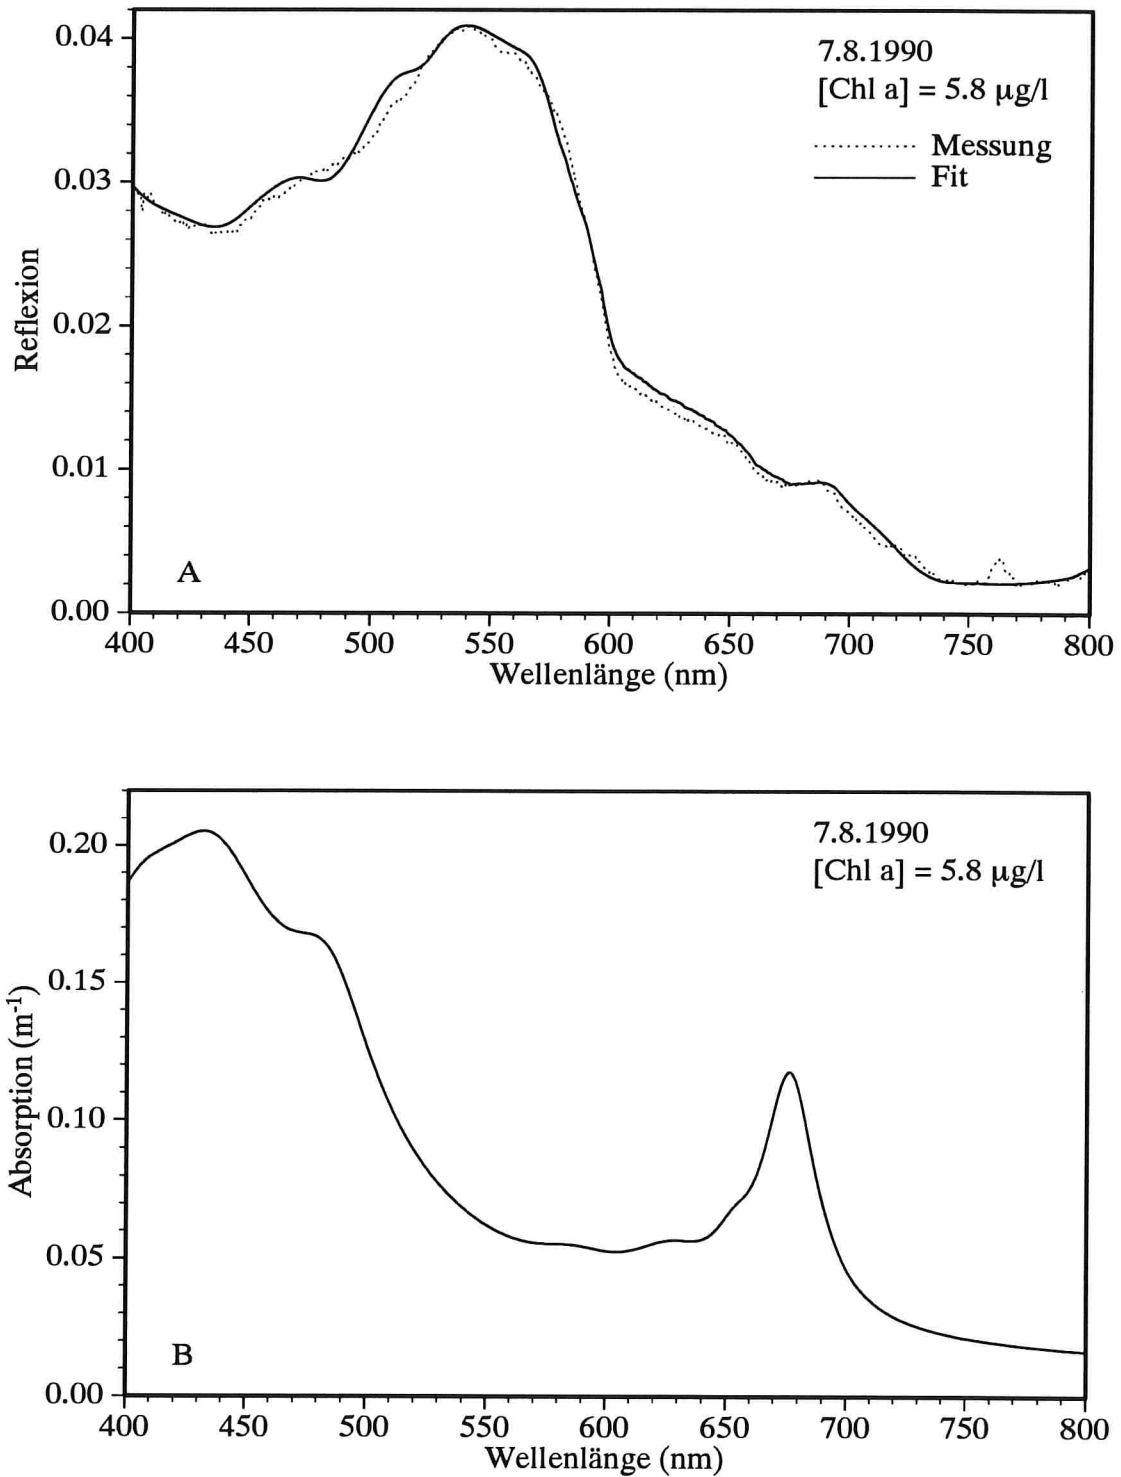 7.8.1990
[Chl a] = 5.8 µg/l
Messung
Fit
Reflexion
0.04
0.03
0.02
0.01
0.00
A
400 450 500 550 600 650 700 750 800
Wellenlänge (nm)
7.8.1990
[Chl a] = 5.8 µg/l
Absorption (m-1)
0.20
0.15
0.10
0.05
0.00
B
400 450 500 550 600 650 700 750 800
Wellenlänge (nm)